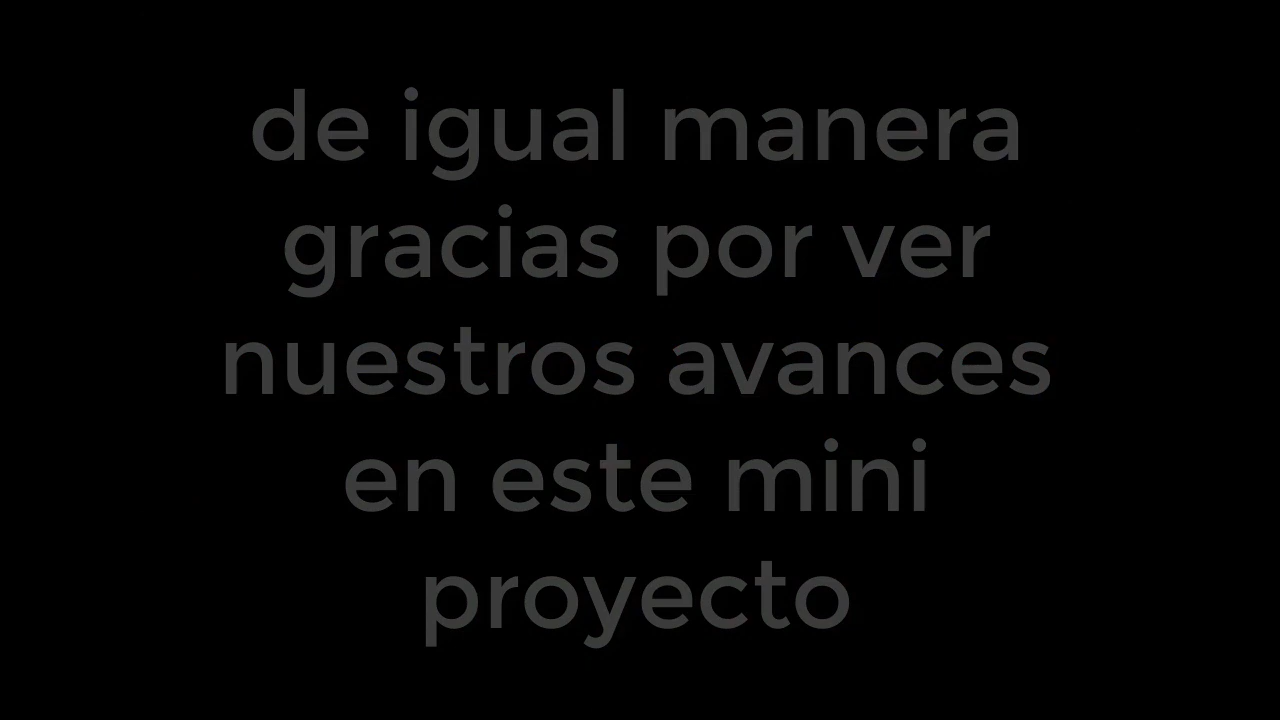 de igual manera
gracias por ver
nuestros avances
en este mini
proyecto